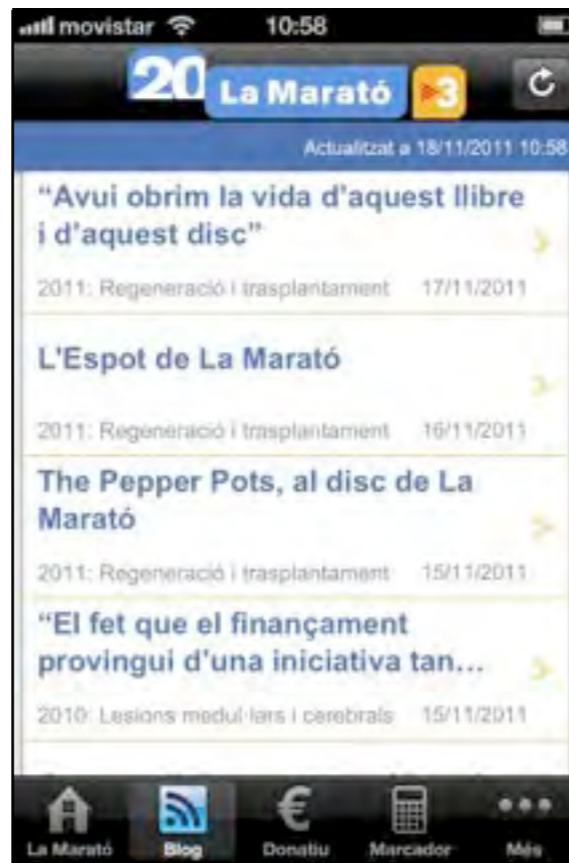 movistar 10:58
20 La Marató 3
Actualitzat a 18/11/2011 10:58
“Avui obrim la vida d'aquest llibre
i d'aquest disc”
2011: Regeneració i trasplantament 17/11/2011
L'Espot de La Marató
2011: Regeneració i trasplantament 16/11/2011
The Pepper Pots, al disc de La
Marató
2011: Regeneració i trasplantament 15/11/2011
“El fet que el finançament
provingui d'una iniciativa tan...
2010: Lesions medul·lars i cerebrals 15/11/2011
La Marató Blog Donatiu Marcador Més